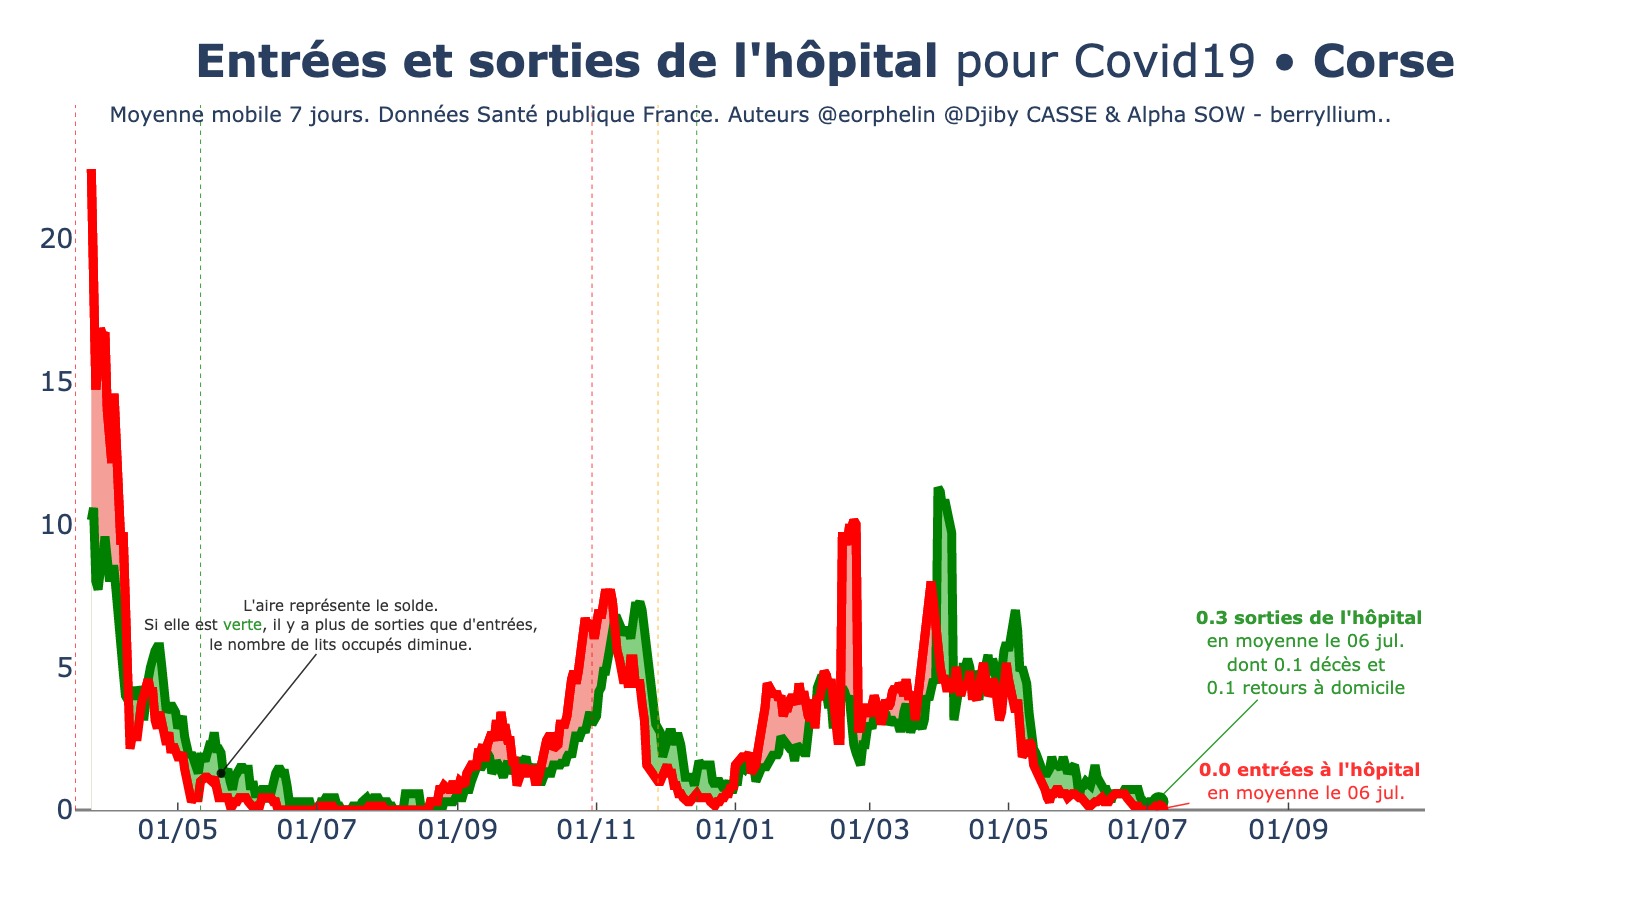 Entrées et sorties de l'hôpital pour Covid19 • Corse
Moyenne mobile 7 jours. Données Santé publique France. Auteurs @eorphelin @Djiby CASSE & Alpha SOW - berryllium..
20
15
10
5
0
L'aire représente le solde.
Si elle est verte, il y a plus de sorties que d'entrées,
le nombre de lits occupés diminue.
0.3 sorties de l'hôpital
en moyenne le 06 jul.
dont 0.1 décès et
0.1 retours à domicile
0.0 entrées à l'hôpital
en moyenne le 06 jul.
01/05 01/07 01/09 01/11 01/01 01/03 01/05 01/07 01/09